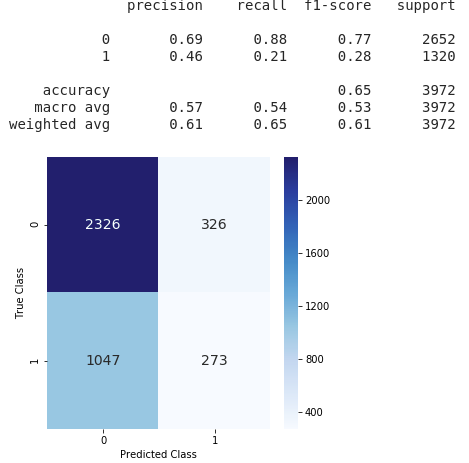 precision recall f1-score support
0 0.69 0.88 0.77 2652
1 0.46 0.21 0.28 1320
accuracy 0.65 3972
macro avg 0.57 0.54 0.53 3972
weighted avg 0.61 0.65 0.61 3972
2326 326
1047 273
0
1
True Class
0 1
Predicted Class
2000
1600
1200
800
400